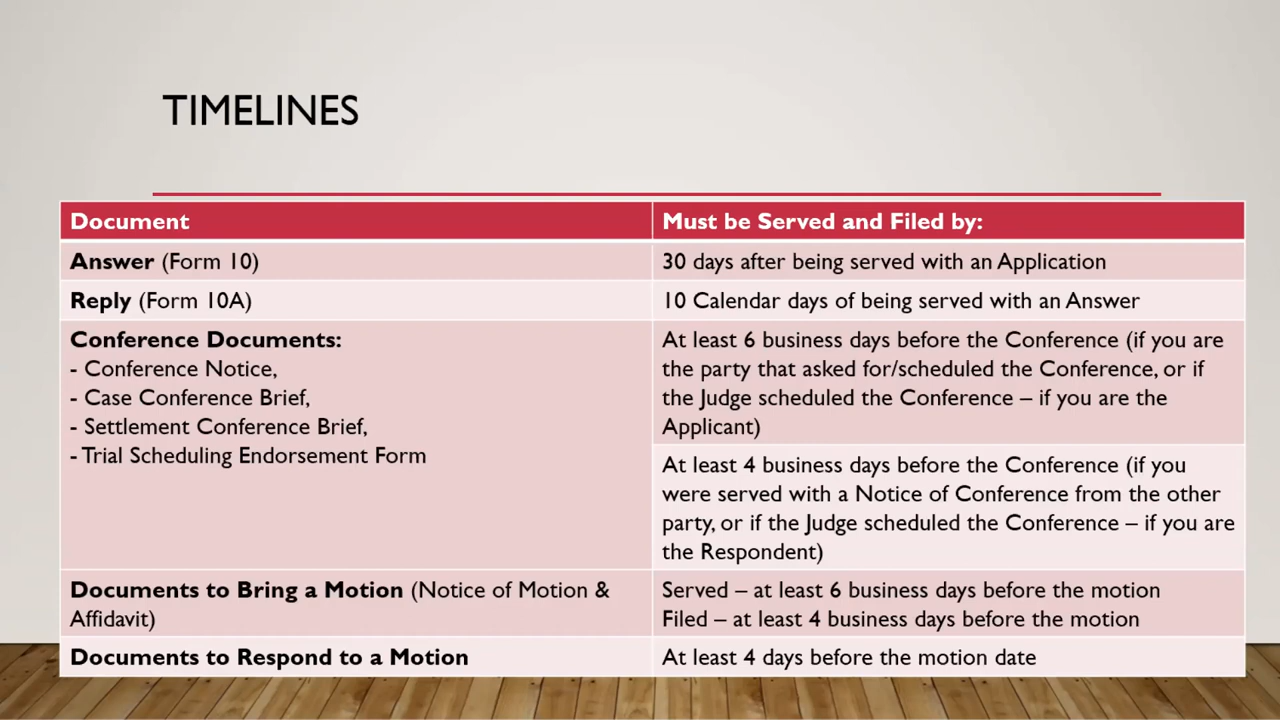 TIMELINES
Document
Must be Served and Filed by:
Answer (Form 10)
30 days after being served with an Application
Reply (Form 10A)
10 Calendar days of being served with an Answer
Conference Documents:
- Conference Notice,
- Case Conference Brief,
- Settlement Conference Brief,
- Trial Scheduling Endorsement Form
At least 6 business days before the Conference (if you are
the party that asked for/scheduled the Conference, or if
the Judge scheduled the Conference – if you are the
Applicant)
At least 4 business days before the Conference (if you
were served with a Notice of Conference from the other
party, or if the Judge scheduled the Conference – if you are
the Respondent)
Documents to Bring a Motion (Notice of Motion &
Affidavit)
Served – at least 6 business days before the motion
Filed – at least 4 business days before the motion
Documents to Respond to a Motion
At least 4 days before the motion date